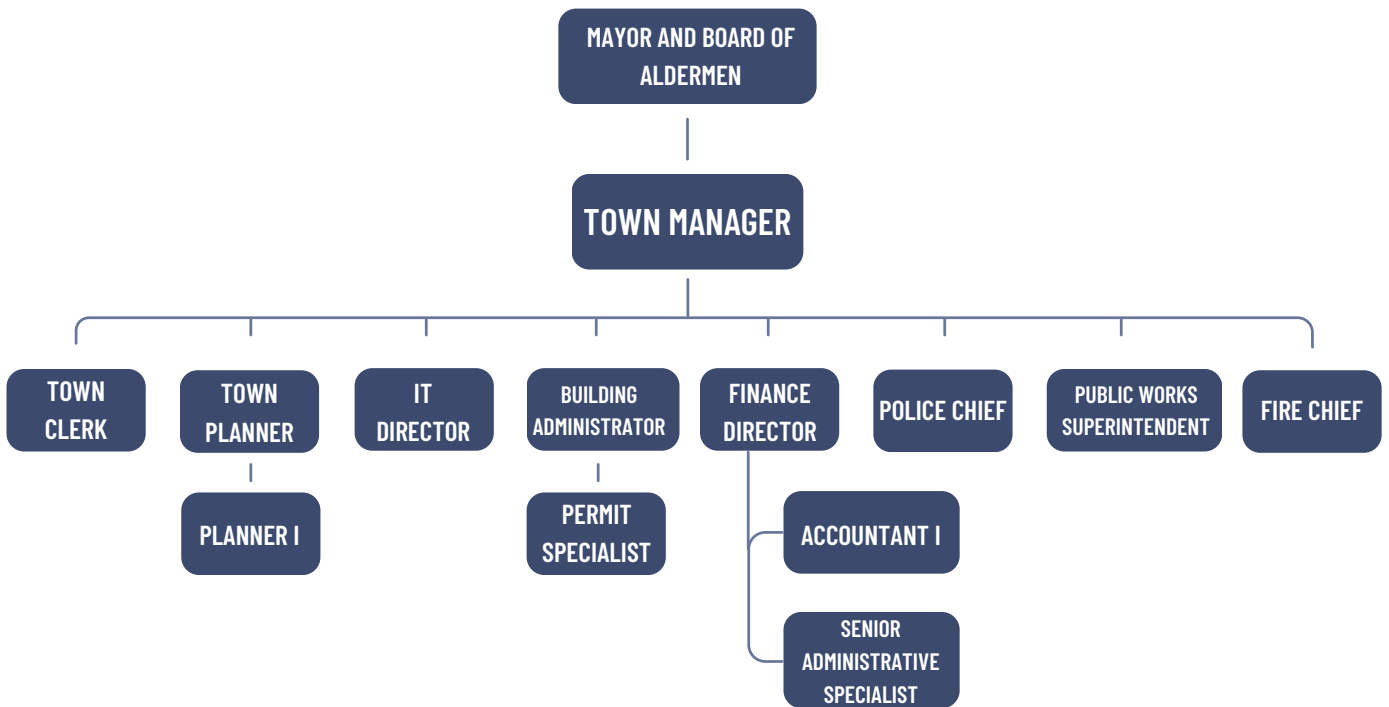 MAYOR AND BOARD OF
ALDERMEN
TOWN MANAGER
TOWN
CLERK
TOWN
PLANNER
IT
DIRECTOR
BUILDING
ADMINISTRATOR
FINANCE
DIRECTOR
POLICE CHIEF
PUBLIC WORKS
SUPERINTENDENT
FIRE CHIEF
PLANNER I
PERMIT
SPECIALIST
ACCOUNTANT I
SENIOR
ADMINISTRATIVE
SPECIALIST